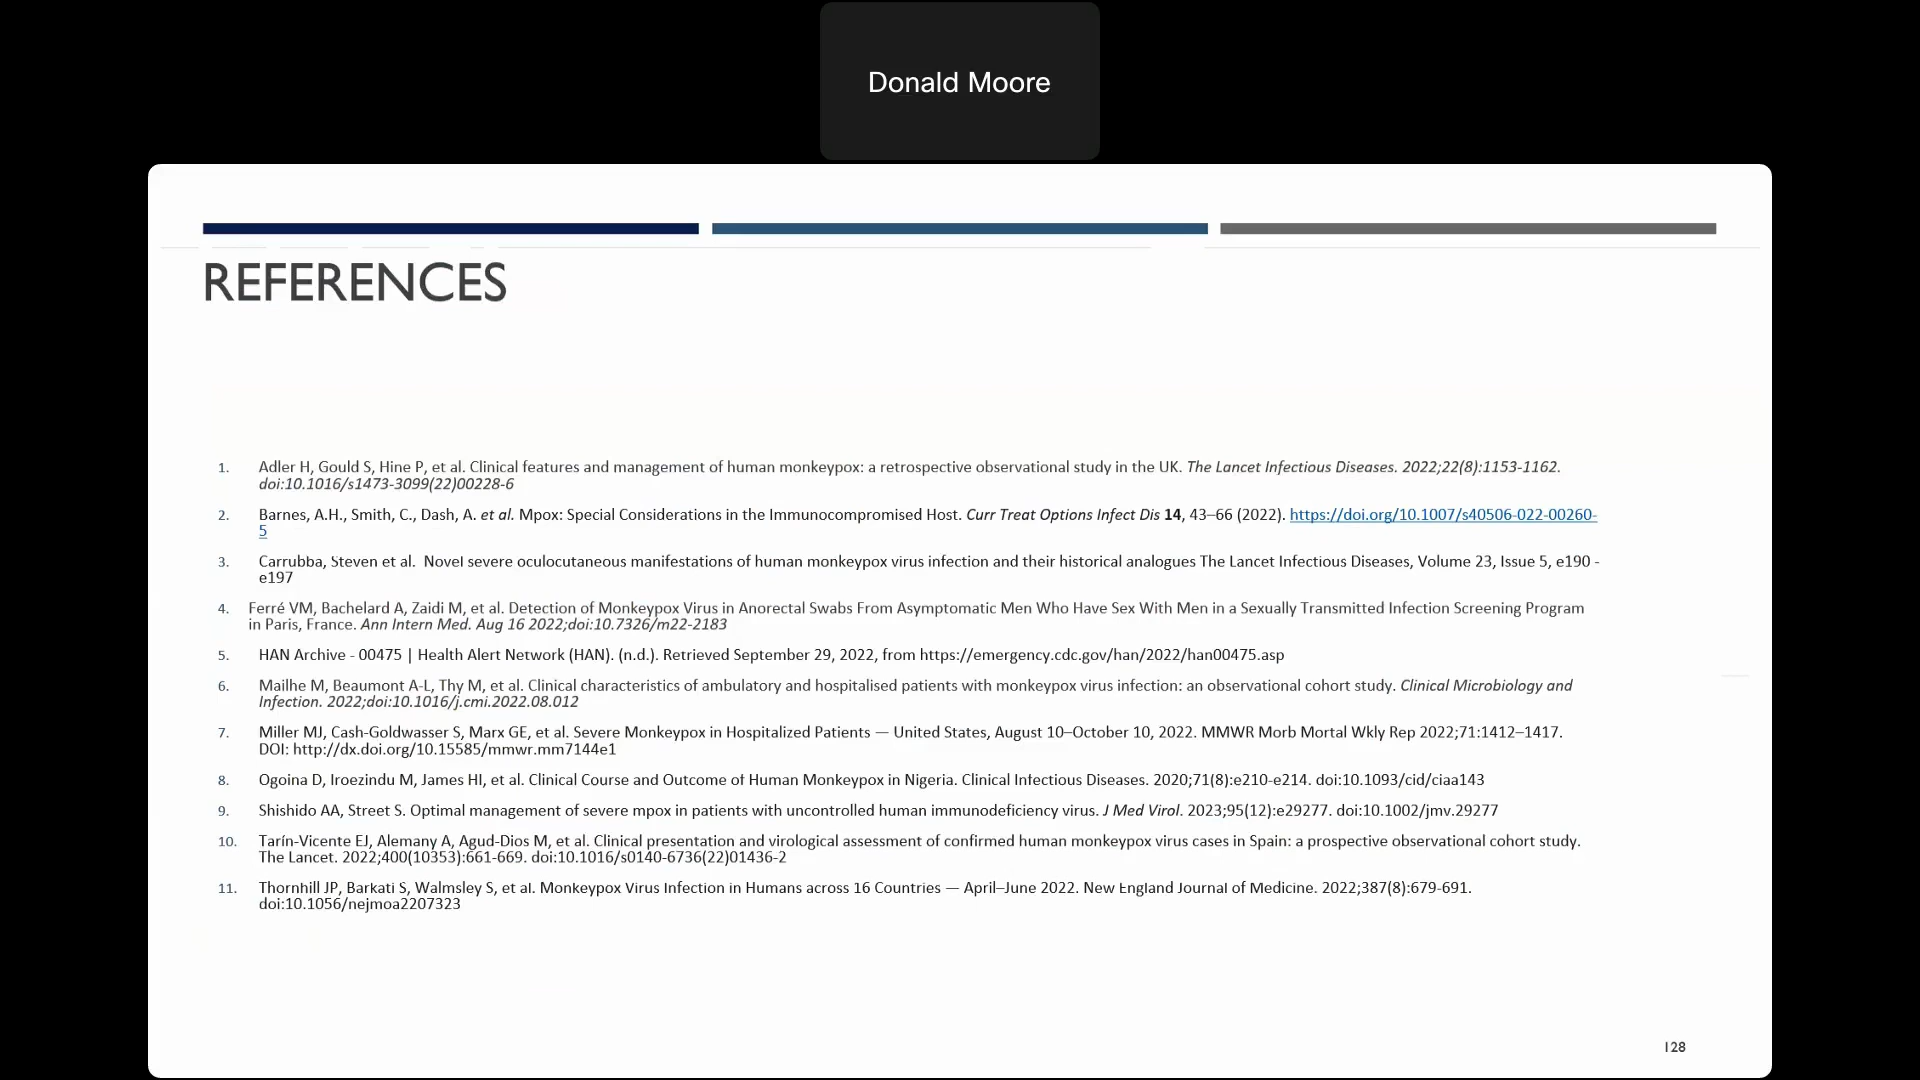 Donald Moore
REFERENCES
1. Adler H, Gould S, Hine P, et al. Clinical features and management of human monkeypox: a retrospective observational study in the UK. The Lancet Infectious Diseases. 2022;22(8):1153-1162.
doi:10.1016/s1473-3099(22)00228-6
2. Barnes, A.H., Smith, C., Dash, A. et al. Mpox: Special Considerations in the Immunocompromised Host. Curr Treat Options Infect Dis 14, 43–66 (2022). https://doi.org/10.1007/s40506-022-00260-
5
3. Carrubba, Steven et al. Novel severe oculocutaneous manifestations of human monkeypox virus infection and their historical analogues The Lancet Infectious Diseases, Volume 23, Issue 5, e190 -
e197
4. Ferré VM, Bachelard A, Zaidi M, et al. Detection of Monkeypox Virus in Anorectal Swabs From Asymptomatic Men Who Have Sex With Men in a Sexually Transmitted Infection Screening Program
in Paris, France. Ann Intern Med. Aug 16 2022;doi:10.7326/m22-2183
5. HAN Archive - 00475 | Health Alert Network (HAN). (n.d.). Retrieved September 29, 2022, from https://emergency.cdc.gov/han/2022/han00475.asp
6. Mailhe M, Beaumont A-L, Thy M, et al. Clinical characteristics of ambulatory and hospitalised patients with monkeypox virus infection: an observational cohort study. Clinical Microbiology and
Infection. 2022;doi:10.1016/j.cmi.2022.08.012
7. Miller MJ, Cash-Goldwasser S, Marx GE, et al. Severe Monkeypox in Hospitalized Patients — United States, August 10–October 10, 2022. MMWR Morb Mortal Wkly Rep 2022;71:1412–1417.
DOI: http://dx.doi.org/10.15585/mmwr.mm7144e1
8. Ogoina D, Iroezindu M, James HI, et al. Clinical Course and Outcome of Human Monkeypox in Nigeria. Clinical Infectious Diseases. 2020;71(8):e210-e214. doi:10.1093/cid/ciaa143
9. Shishido AA, Street S. Optimal management of severe mpox in patients with uncontrolled human immunodeficiency virus. J Med Virol. 2023;95(12):e29277. doi:10.1002/jmv.29277
10. Tarín-Vicente EJ, Alemany A, Agud-Dios M, et al. Clinical presentation and virological assessment of confirmed human monkeypox virus cases in Spain: a prospective observational cohort study.
The Lancet. 2022;400(10353):661-669. doi:10.1016/s0140-6736(22)01436-2
11. Thornhill JP, Barkati S, Walmsley S, et al. Monkeypox Virus Infection in Humans across 16 Countries — April–June 2022. New England Journal of Medicine. 2022;387(8):679-691.
doi:10.1056/nejmoa2207323
128